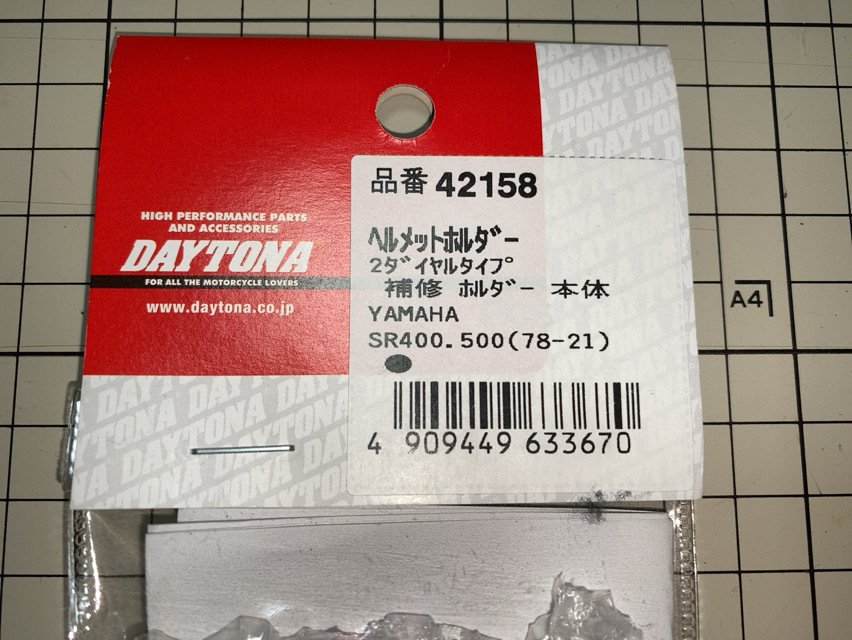 HIGH PERFORMANCE PARTS
AND ACCESSORIES
DAYTONA
FOR ALL THE MOTORCYCLE LOVERS
www.daytona.co.jp
品番 42158
ﾍﾙﾒｯﾄﾎﾙﾀﾞｰ
2ﾀﾞｲﾔﾙﾀｲﾌﾟ
補修 ﾎﾙﾀﾞｰ 本体
YAMAHA
SR400.500(78-21)
4 909449 633670
A4